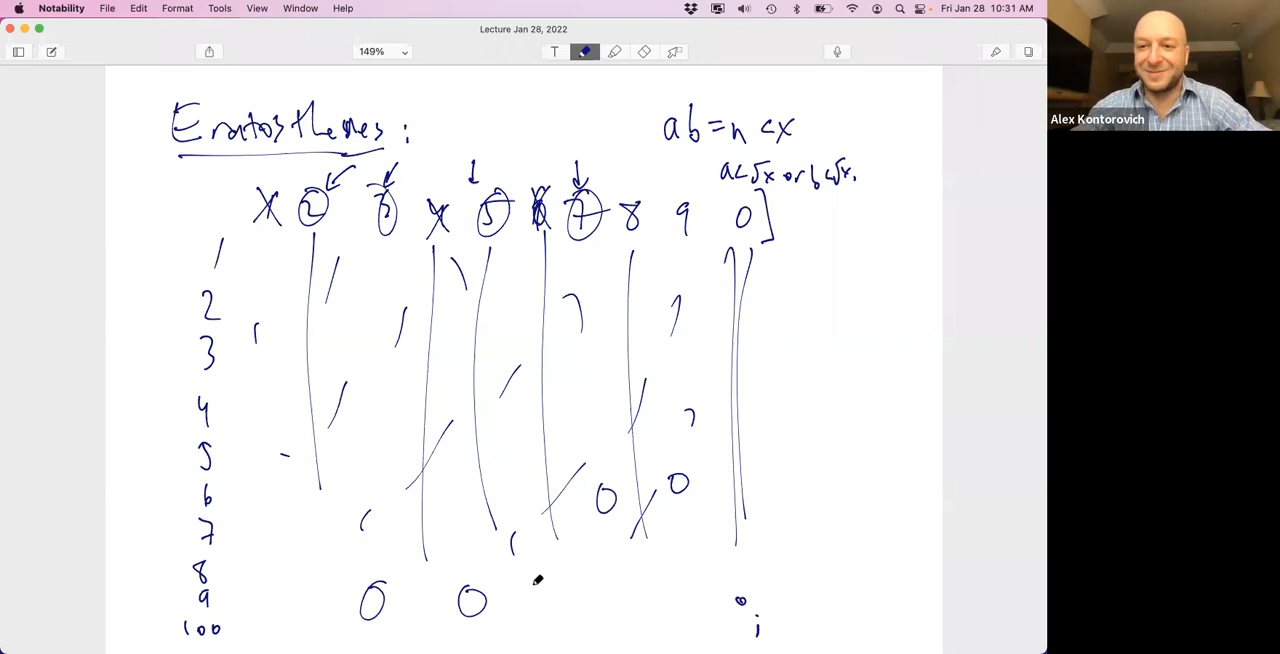 Notability File Edit View Tools Window Help Fri Jan 28 10:31 AM
Lecture Jan 28, 2022
149%
T
Alex Kontorovich
Eratosthenes: ab = n < x
a<√x or b<√x.
X 2 3 4 5 6 7 8 9 0
1
2
3
4
5
6
7
8
9
100